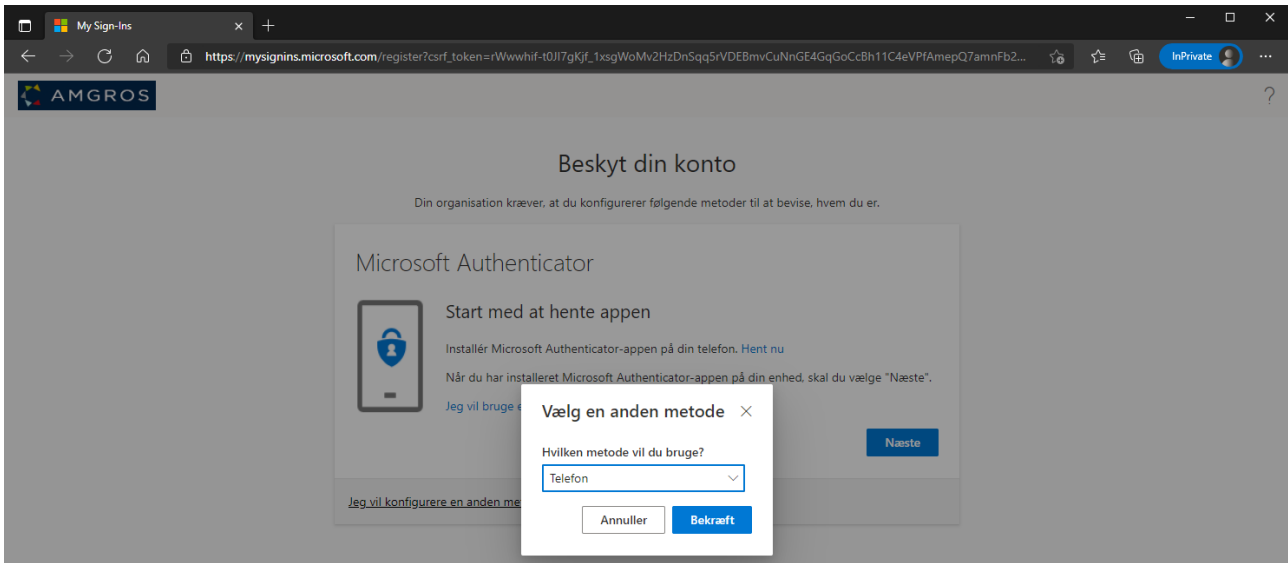 My Sign-Ins
https://mysignins.microsoft.com/register?csrf_token=rWwwhif-t0JI7gKjf_1xsgWoMv2HzDnSqq5rVDEBmvCuNnGE4GqGoCcBh11C4eVPfAmepQ7amnFb2...
InPrivate
AMGROS
?
Beskyt din konto
Din organisation kræver, at du konfigurerer følgende metoder til at bevise, hvem du er.
Microsoft Authenticator
Start med at hente appen
Installér Microsoft Authenticator-appen på din telefon. Hent nu
Når du har installeret Microsoft Authenticator-appen på din enhed, skal du vælge "Næste".
Jeg vil bruge
Vælg en anden metode
Hvilken metode vil du bruge?
Næste
Telefon
Jeg vil konfigurere en anden
Annuller
Bekræft